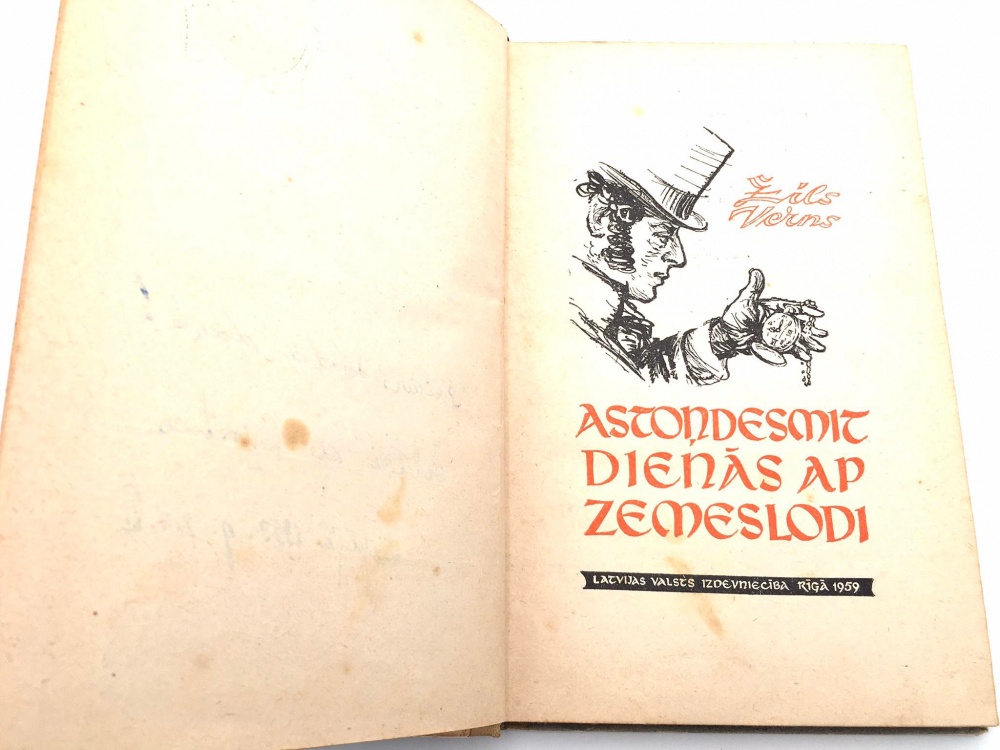 Žils
Verns
ASTOŅDESMIT
DIENĀS AP
ZEMESLODI
LATVIJAS VALSTS IZDEVNIECĪBA RĪGĀ 1959